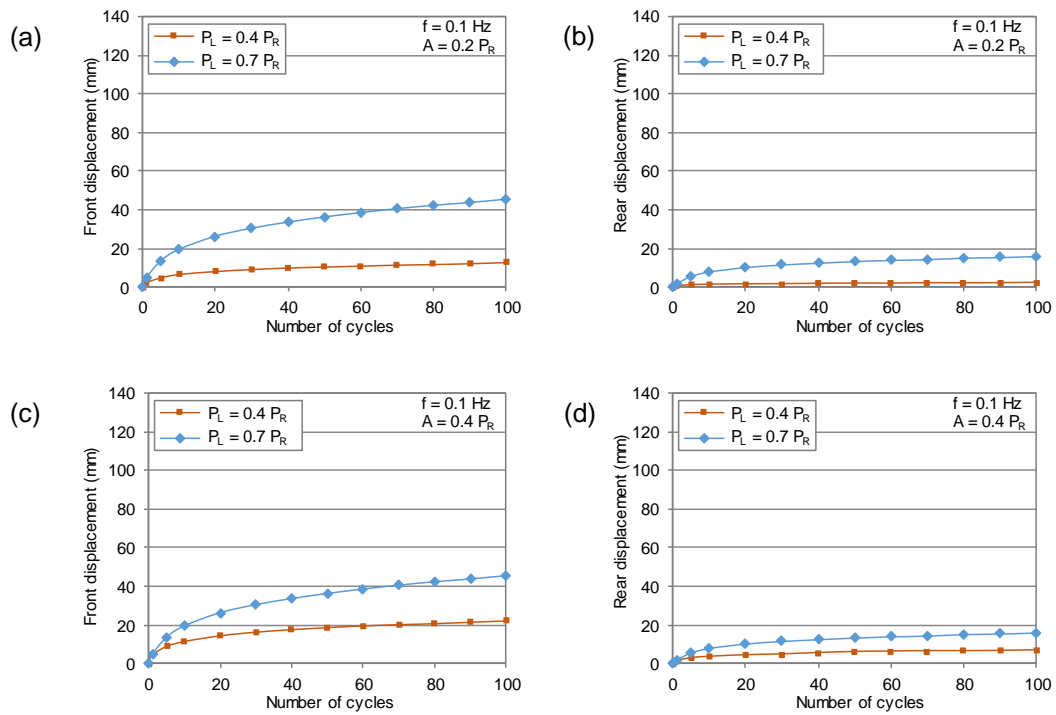 (a)
f = 0.1 Hz
A = 0.2 P_R
P_L = 0.4 P_R
P_L = 0.7 P_R
Front displacement (mm)
140
120
100
80
60
40
20
0
0 20 40 60 80 100
Number of cycles
(b)
f = 0.1 Hz
A = 0.2 P_R
P_L = 0.4 P_R
P_L = 0.7 P_R
Rear displacement (mm)
140
120
100
80
60
40
20
0
0 20 40 60 80 100
Number of cycles
(c)
f = 0.1 Hz
A = 0.4 P_R
P_L = 0.4 P_R
P_L = 0.7 P_R
Front displacement (mm)
140
120
100
80
60
40
20
0
0 20 40 60 80 100
Number of cycles
(d)
f = 0.1 Hz
A = 0.4 P_R
P_L = 0.4 P_R
P_L = 0.7 P_R
Rear displacement (mm)
140
120
100
80
60
40
20
0
0 20 40 60 80 100
Number of cycles